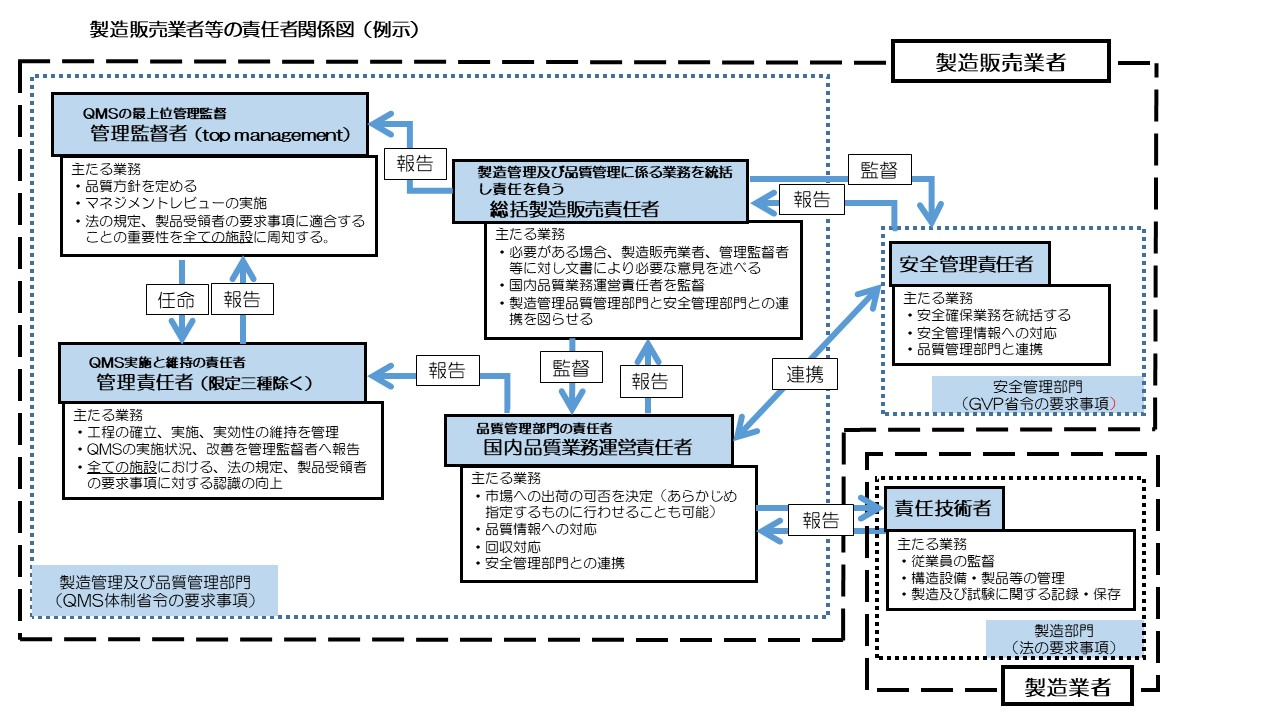 製造販売業者等の責任者関係図（例示）
製造販売業者
QMSの最上位管理監督
管理監督者（top management）
主たる業務
・品質方針を定める
・マネジメントレビューの実施
・法の規定、製品受領者の要求事項に適合する
ことの重要性を全ての施設に周知する。
報告
製造管理及び品質管理に係る業務を統括
し責任を負う
総括製造販売責任者
主たる業務
・必要がある場合、製造販売業者、管理監督者
等に対し文書により必要な意見を述べる
・国内品質業務運営責任者を監督
・製造管理品質管理部門と安全管理部門との連
携を図らせる
監督
報告
安全管理責任者
主たる業務
・安全確保業務を統括する
・安全管理情報への対応
・品質管理部門と連携
安全管理部門
（GVP省令の要求事項）
任命
報告
QMS実施と維持の責任者
管理責任者（限定三種除く）
主たる業務
・工程の確立、実施、実効性の維持を管理
・QMSの実施状況、改善を管理監督者へ報告
・全ての施設における、法の規定、製品受領者
の要求事項に対する認識の向上
報告
監督
報告
連携
品質管理部門の責任者
国内品質業務運営責任者
主たる業務
・市場への出荷の可否を決定（あらかじめ
指定するものに行わせることも可能）
・品質情報への対応
・回収対応
・安全管理部門との連携
報告
責任技術者
主たる業務
・従業員の監督
・構造設備・製品等の管理
・製造及び試験に関する記録・保存
製造部門
（法の要求事項）
製造業者
製造管理及び品質管理部門
（QMS体制省令の要求事項）